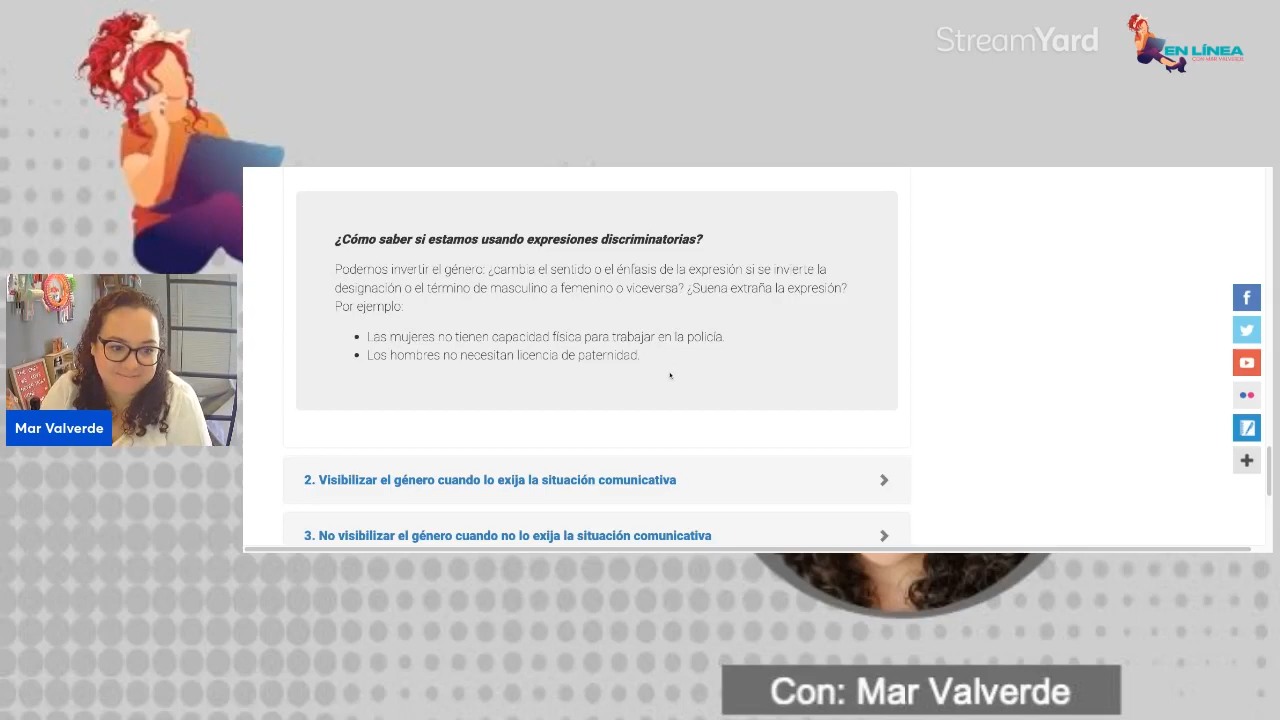 StreamYard
EN LÍNEA
CON MAR VALVERDE
¿Cómo saber si estamos usando expresiones discriminatorias?
Podemos invertir el género: ¿cambia el sentido o el énfasis de la expresión si se invierte la
designación o el término de masculino a femenino o viceversa? ¿Suena extraña la expresión?
Por ejemplo:
Las mujeres no tienen capacidad física para trabajar en la policía.
Los hombres no necesitan licencia de paternidad.
Mar Valverde
2. Visibilizar el género cuando lo exija la situación comunicativa
3. No visibilizar el género cuando no lo exija la situación comunicativa
Con: Mar Valverde